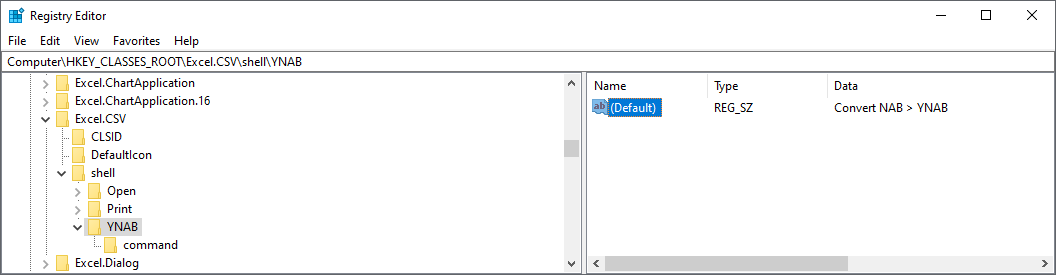 Registry Editor
File Edit View Favorites Help
Computer\HKEY_CLASSES_ROOT\Excel.CSV\shell\YNAB
Excel.ChartApplication
Excel.ChartApplication.16
Excel.CSV
CLSID
DefaultIcon
shell
Open
Print
YNAB
command
Excel.Dialog
Name Type Data
ab (Default) REG_SZ Convert NAB > YNAB